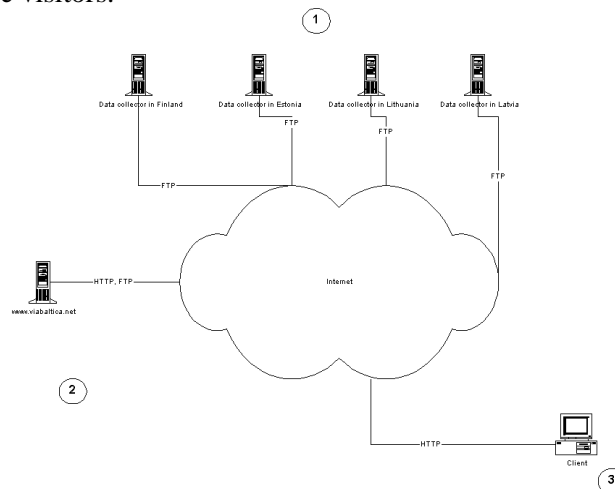 e visitors.
1
Data collector in Finland
Data collector in Estonia
Data collector in Lithuania
Data collector in Latvia
FTP
FTP
FTP
FTP
HTTP, FTP
Internet
www.viabaltica.net
2
HTTP
Client
3